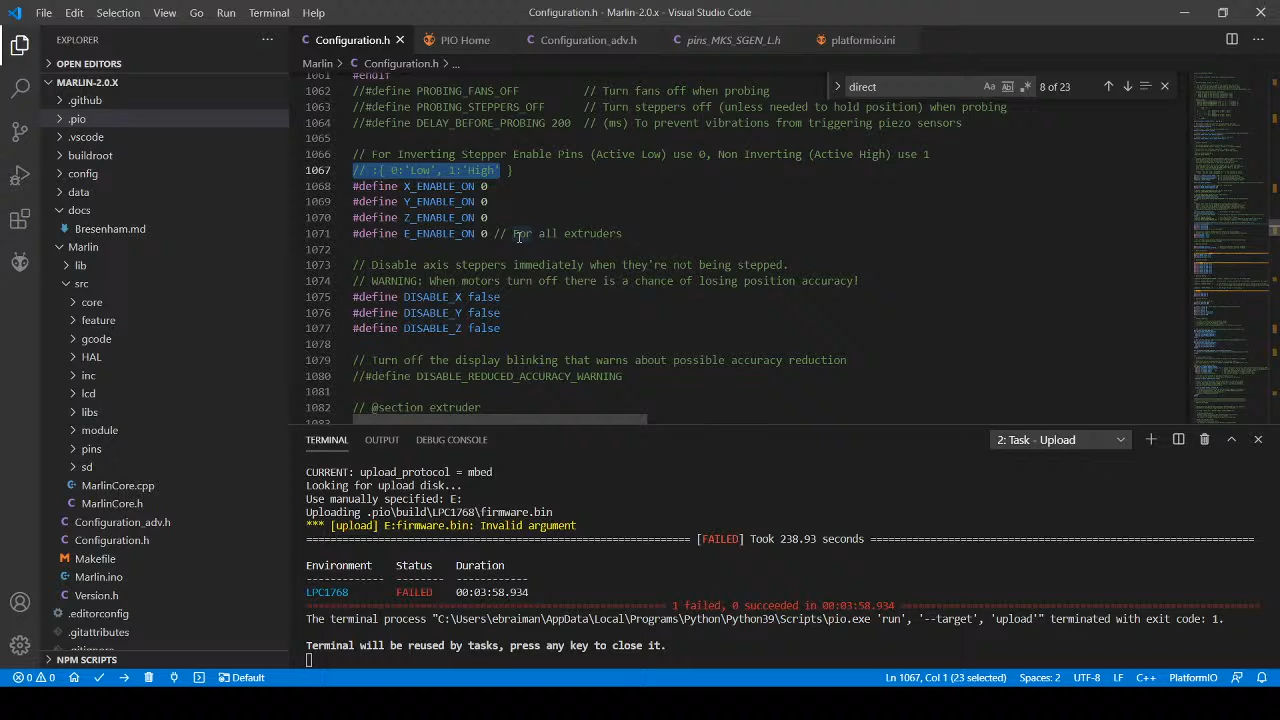 File Edit Selection View Go Run Terminal Help
Configuration.h - Marlin-2.0.x - Visual Studio Code
EXPLORER
OPEN EDITORS
MARLIN-2.0.X
.github
.pio
.vscode
buildroot
config
data
docs
Bresenham.md
Marlin
lib
src
core
feature
gcode
HAL
inc
lcd
libs
module
pins
sd
MarlinCore.cpp
MarlinCore.h
Configuration_adv.h
Configuration.h
Makefile
Marlin.ino
Version.h
.editorconfig
.gitattributes
NPM SCRIPTS
Configuration.h
PIO Home
Configuration_adv.h
pins_MKS_SGEN_L.h
platformio.ini
Marlin > Configuration.h > ...
direct
8 of 23
1061 #endif
1062 //#define PROBING_FANS_OFF // Turn fans off when probing
1063 //#define PROBING_STEPPERS_OFF // Turn steppers off (unless needed to hold position) when probing
1064 //#define DELAY_BEFORE_PROBING 200 // (ms) To prevent vibrations from triggering piezo sensors
1065
1066 // For Inverting Stepper Enable Pins (Active Low) use 0, Non Inverting (Active High) use 1
1067 // :{ 0:'Low', 1:'High' }
1068 #define X_ENABLE_ON 0
1069 #define Y_ENABLE_ON 0
1070 #define Z_ENABLE_ON 0
1071 #define E_ENABLE_ON 0 // For all extruders
1072
1073 // Disable axis steppers immediately when they're not being stepped.
1074 // WARNING: When motors turn off there is a chance of losing position accuracy!
1075 #define DISABLE_X false
1076 #define DISABLE_Y false
1077 #define DISABLE_Z false
1078
1079 // Turn off the display blinking that warns about possible accuracy reduction
1080 //#define DISABLE_REDUCED_ACCURACY_WARNING
1081
1082 // @section extruder
TERMINAL OUTPUT DEBUG CONSOLE
2: Task - Upload
CURRENT: upload_protocol = mbed
Looking for upload disk...
Use manually specified: E:
Uploading .pio\build\LPC1768\firmware.bin
*** [upload] E:firmware.bin: Invalid argument
[FAILED] Took 238.93 seconds
Environment Status Duration
LPC1768 FAILED 00:03:58.934
1 failed, 0 succeeded in 00:03:58.934
The terminal process "C:\Users\ebraiman\AppData\Local\Programs\Python\Python39\Scripts\pio.exe 'run', '--target', 'upload'" terminated with exit code: 1.
Terminal will be reused by tasks, press any key to close it.
0 0 Default
Ln 1067, Col 1 (23 selected) Spaces: 2 UTF-8 LF C++ PlatformIO